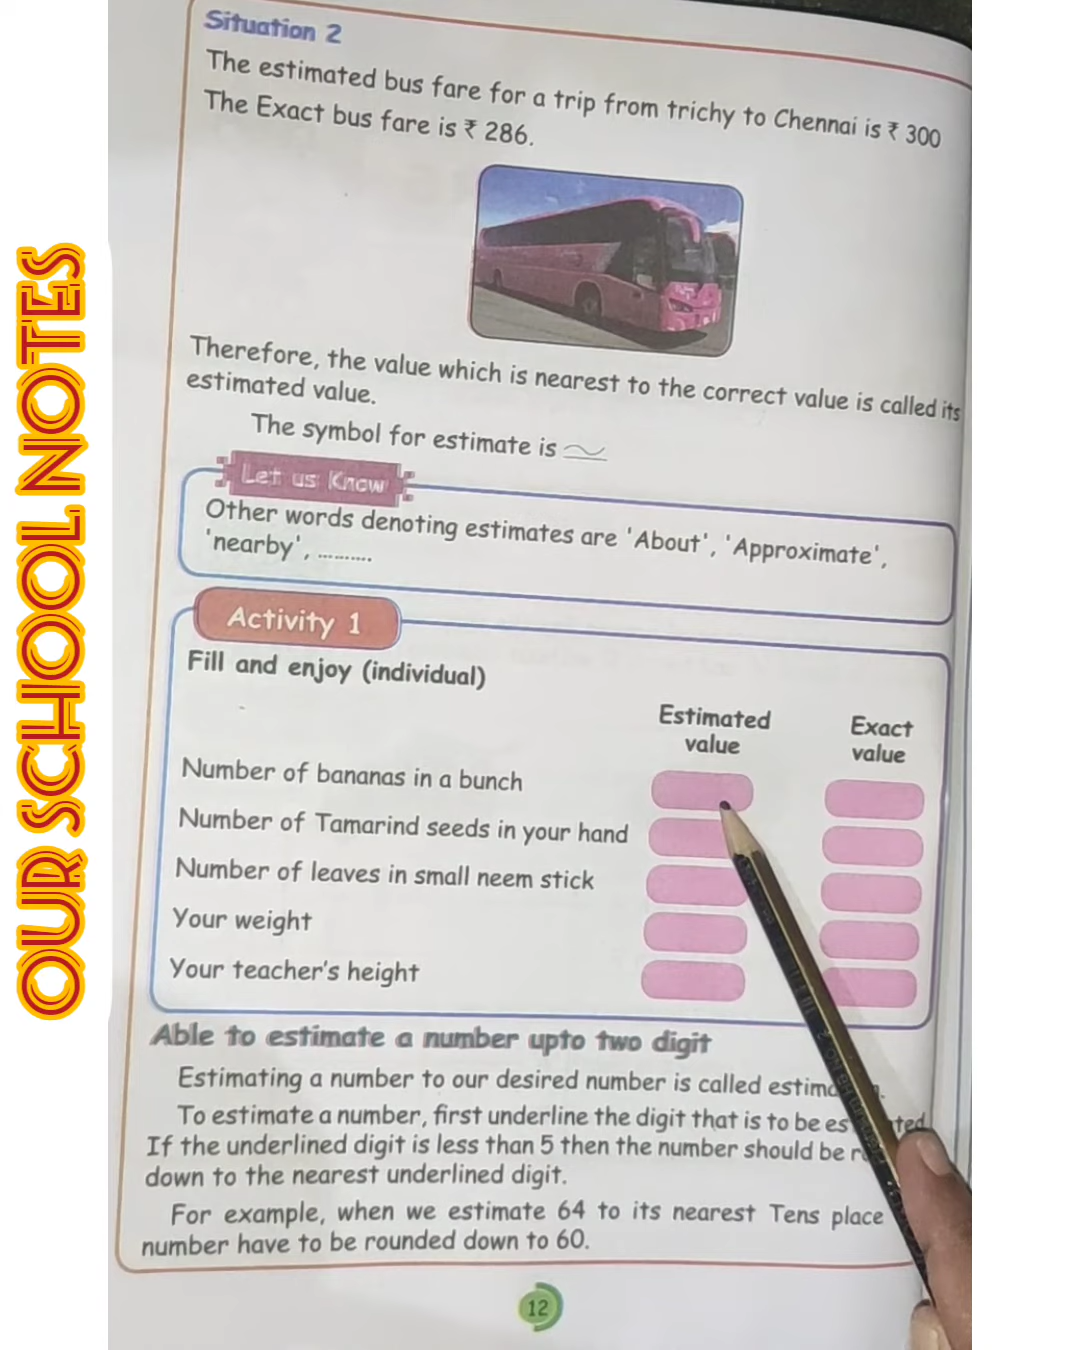 OUR SCHOOL NOTES
Situation 2
The estimated bus fare for a trip from trichy to Chennai is ₹ 300
The Exact bus fare is ₹ 286.
Therefore, the value which is nearest to the correct value is called its
estimated value.
The symbol for estimate is ≃
Let us Know
Other words denoting estimates are 'About', 'Approximate',
'nearby', ..........
Activity 1
Fill and enjoy (individual)
Estimated value
Exact value
Number of bananas in a bunch
Number of Tamarind seeds in your hand
Number of leaves in small neem stick
Your weight
Your teacher's height
Able to estimate a number upto two digit
Estimating a number to our desired number is called
To estimate a number, first underline the digit that is to be
If the underlined digit is less than 5 then the number should be
down to the nearest underlined digit.
For example, when we estimate 64 to its nearest Tens place
number have to be rounded down to 60.
12